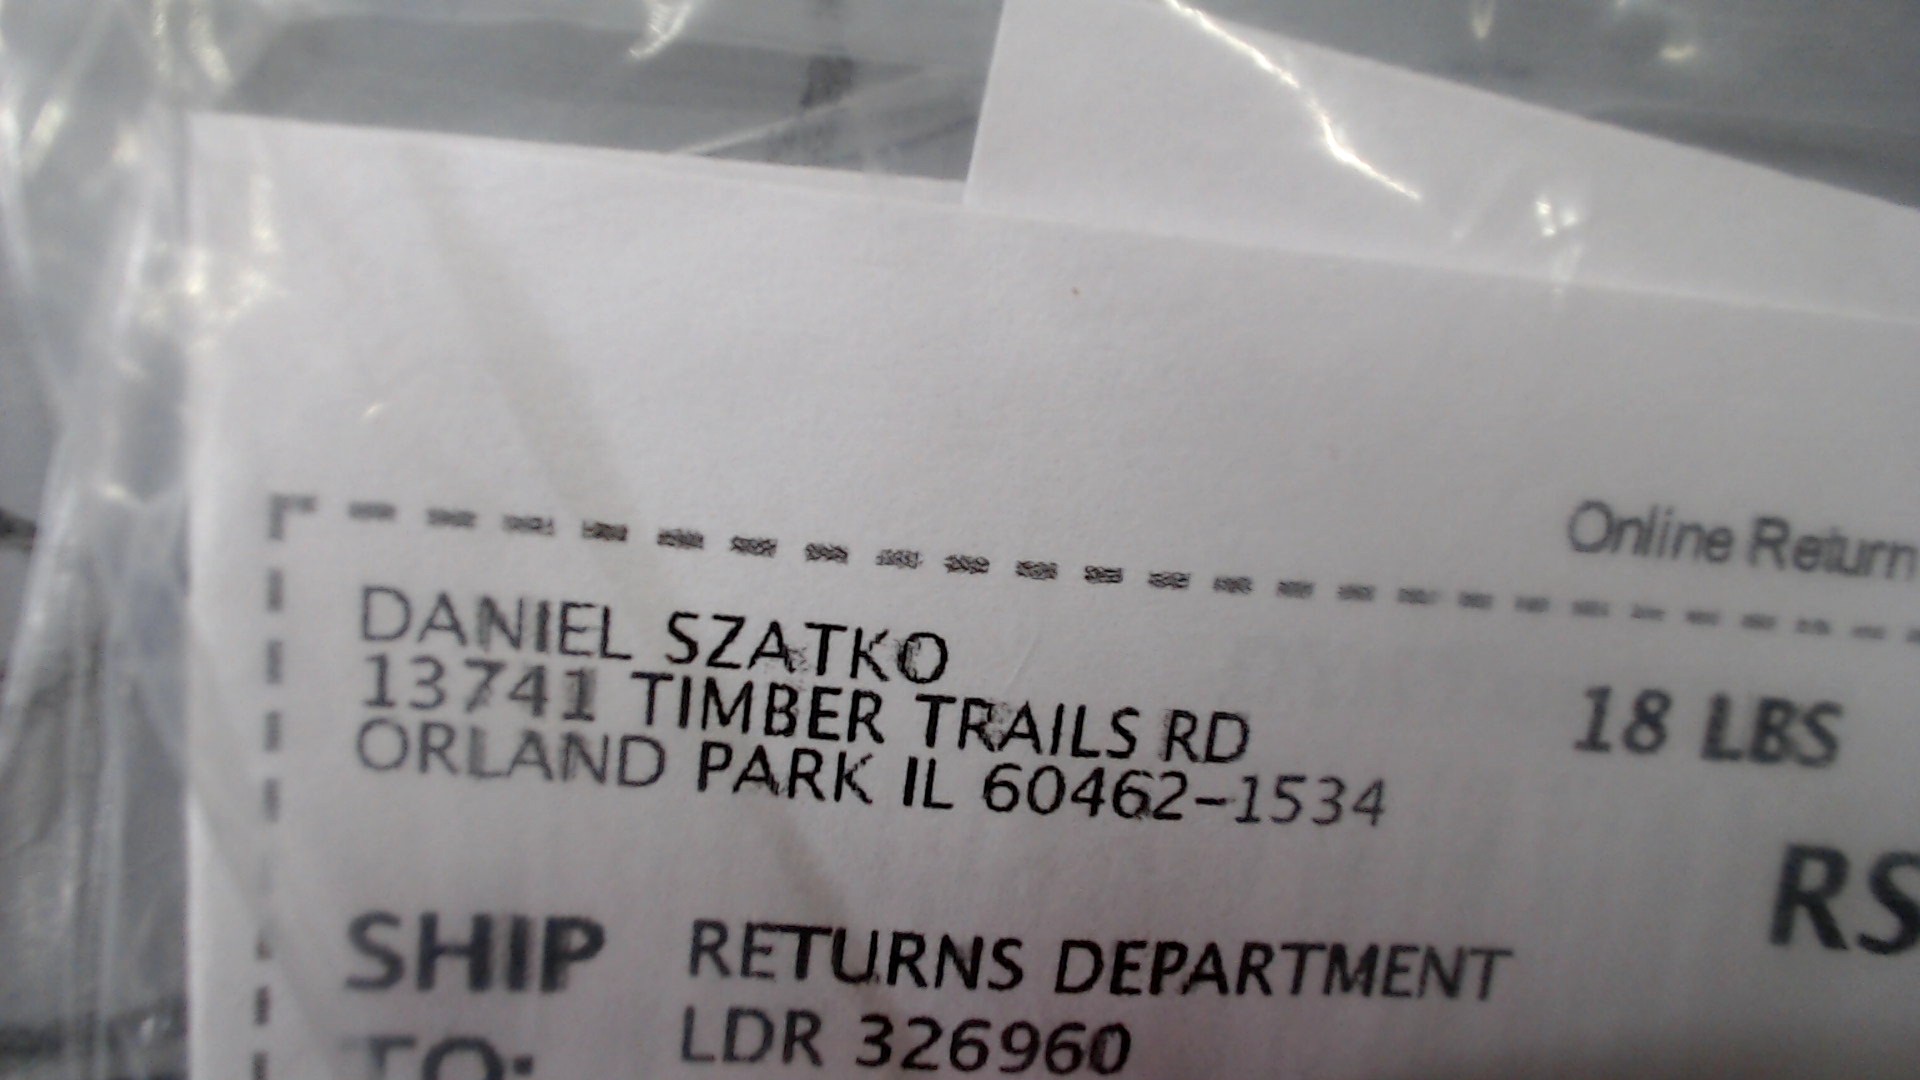 Online Return
DANIEL SZATKO
13741 TIMBER TRAILS RD
ORLAND PARK IL 60462-1534
18 LBS
RS
SHIP
TO:
RETURNS DEPARTMENT
LDR 326960